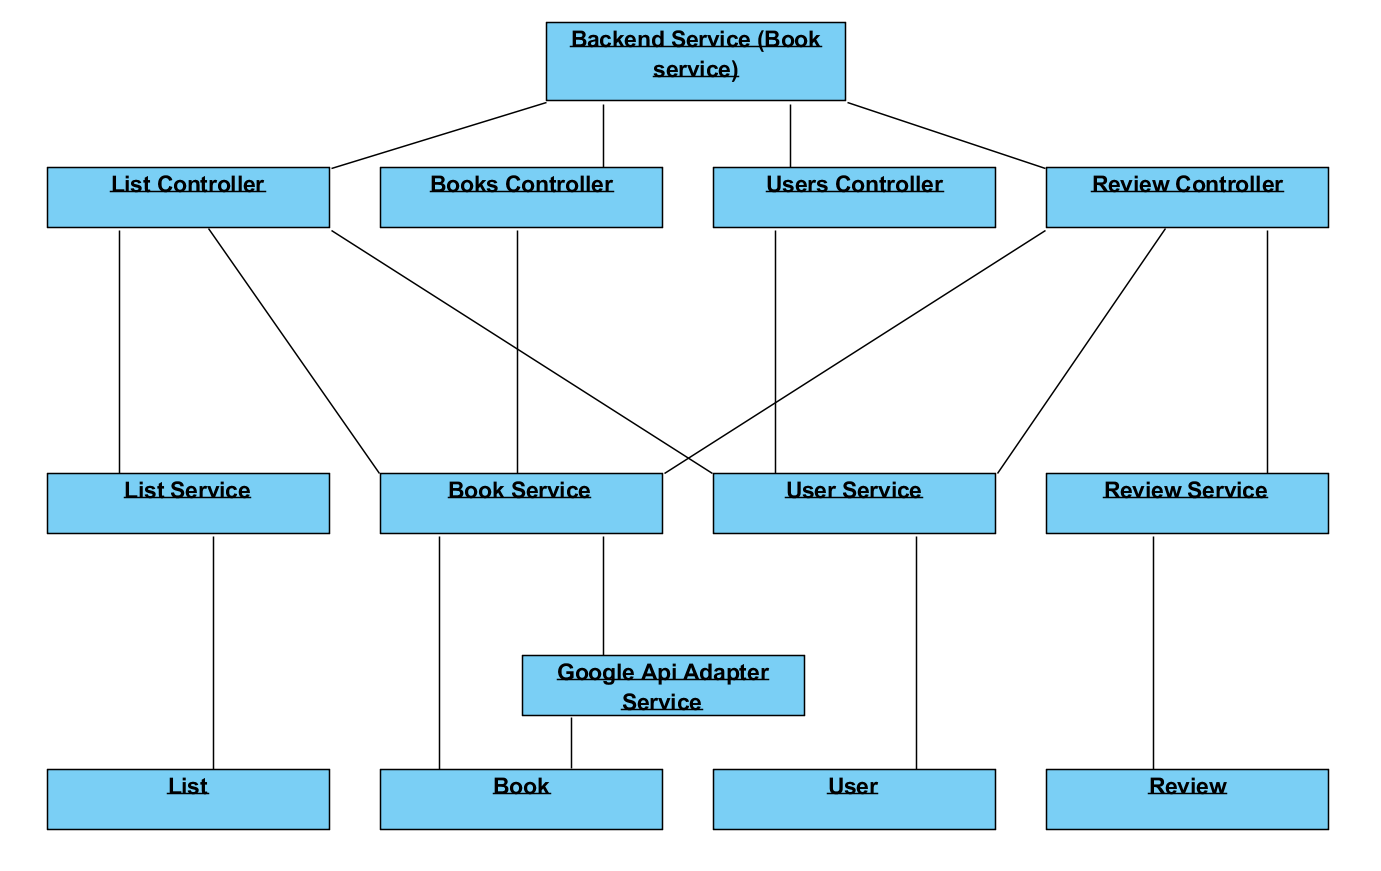 Backend Service (Book
service)
List Controller
Books Controller
Users Controller
Review Controller
List Service
Book Service
User Service
Review Service
Google Api Adapter
Service
List
Book
User
Review